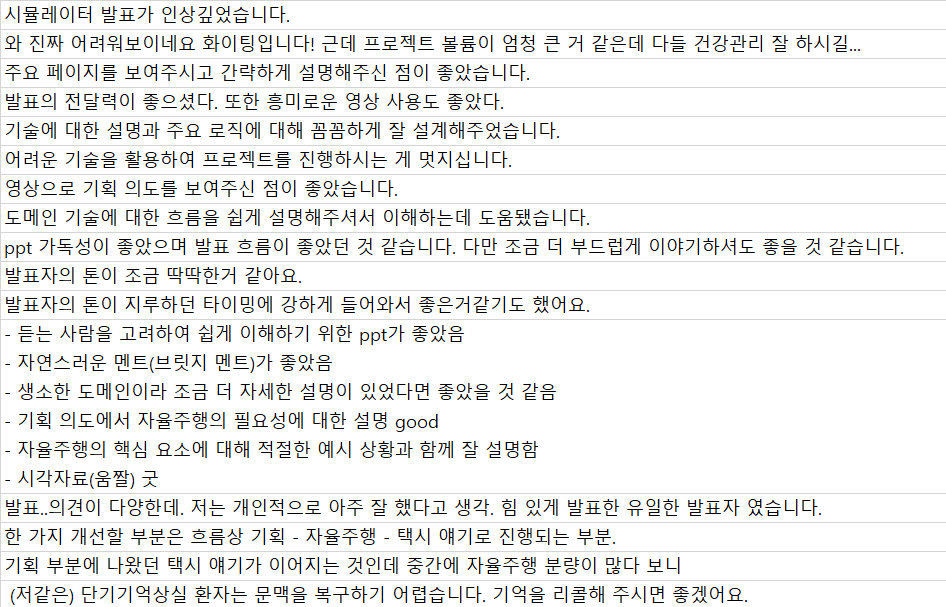 시뮬레이터 발표가 인상깊었습니다.
와 진짜 어려워보이네요 화이팅입니다! 근데 프로젝트 볼륨이 엄청 큰 거 같은데 다들 건강관리 잘 하시길...
주요 페이지를 보여주시고 간략하게 설명해주신 점이 좋았습니다.
발표의 전달력이 좋으셨다. 또한 흥미로운 영상 사용도 좋았다.
기술에 대한 설명과 주요 로직에 대해 꼼꼼하게 잘 설계해주었습니다.
어려운 기술을 활용하여 프로젝트를 진행하시는 게 멋지십니다.
영상으로 기획 의도를 보여주신 점이 좋았습니다.
도메인 기술에 대한 흐름을 쉽게 설명해주셔서 이해하는데 도움됐습니다.
ppt 가독성이 좋았으며 발표 흐름이 좋았던 것 같습니다. 다만 조금 더 부드럽게 이야기하셔도 좋을 것 같습니다.
발표자의 톤이 조금 딱딱한거 같아요.
발표자의 톤이 지루하던 타이밍에 강하게 들어와서 좋은거같기도 했어요.
- 듣는 사람을 고려하여 쉽게 이해하기 위한 ppt가 좋았음
- 자연스러운 멘트(브릿지 멘트)가 좋았음
- 생소한 도메인이라 조금 더 자세한 설명이 있었다면 좋았을 것 같음
- 기획 의도에서 자율주행의 필요성에 대한 설명 good
- 자율주행의 핵심 요소에 대해 적절한 예시 상황과 함께 잘 설명함
- 시각자료(움짤) 굿
발표..의견이 다양한데. 저는 개인적으로 아주 잘 했다고 생각. 힘 있게 발표한 유일한 발표자 였습니다.
한 가지 개선할 부분은 흐름상 기획 - 자율주행 - 택시 얘기로 진행되는 부분.
기획 부분에 나왔던 택시 얘기가 이어지는 것인데 중간에 자율주행 분량이 많다 보니
(저같은) 단기기억상실 환자는 문맥을 복구하기 어렵습니다. 기억을 리콜해 주시면 좋겠어요.